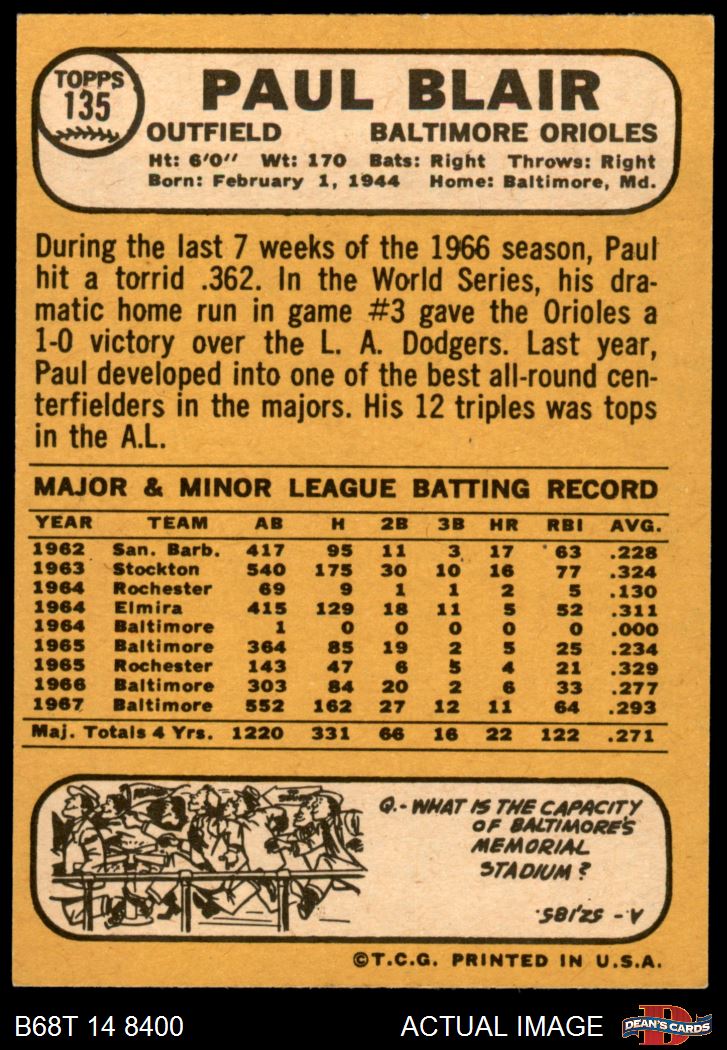 TOPPS
135
PAUL BLAIR
OUTFIELD BALTIMORE ORIOLES
Ht: 6'0'' Wt: 170 Bats: Right Throws: Right
Born: February 1, 1944 Home: Baltimore, Md.
During the last 7 weeks of the 1966 season, Paul
hit a torrid .362. In the World Series, his dra-
matic home run in game #3 gave the Orioles a
1-0 victory over the L. A. Dodgers. Last year,
Paul developed into one of the best all-round cen-
terfielders in the majors. His 12 triples was tops
in the A.L.
MAJOR & MINOR LEAGUE BATTING RECORD
YEAR TEAM AB H 2B 3B HR RBI AVG.
1962 San. Barb. 417 95 11 3 17 63 .228
1963 Stockton 540 175 30 10 16 77 .324
1964 Rochester 69 9 1 1 2 5 .130
1964 Elmira 415 129 18 11 5 52 .311
1964 Baltimore 1 0 0 0 0 0 .000
1965 Baltimore 364 85 19 2 5 25 .234
1965 Rochester 143 47 6 5 4 21 .329
1966 Baltimore 303 84 20 2 6 33 .277
1967 Baltimore 552 162 27 12 11 64 .293
Maj. Totals 4 Yrs. 1220 331 66 16 22 122 .271
Q.- WHAT IS THE CAPACITY
OF BALTIMORE'S
MEMORIAL
STADIUM?
A - 52,185.
©T.C.G. PRINTED IN U.S.A.
B68T 14 8400 ACTUAL IMAGE
D
DEAN'S CARDS